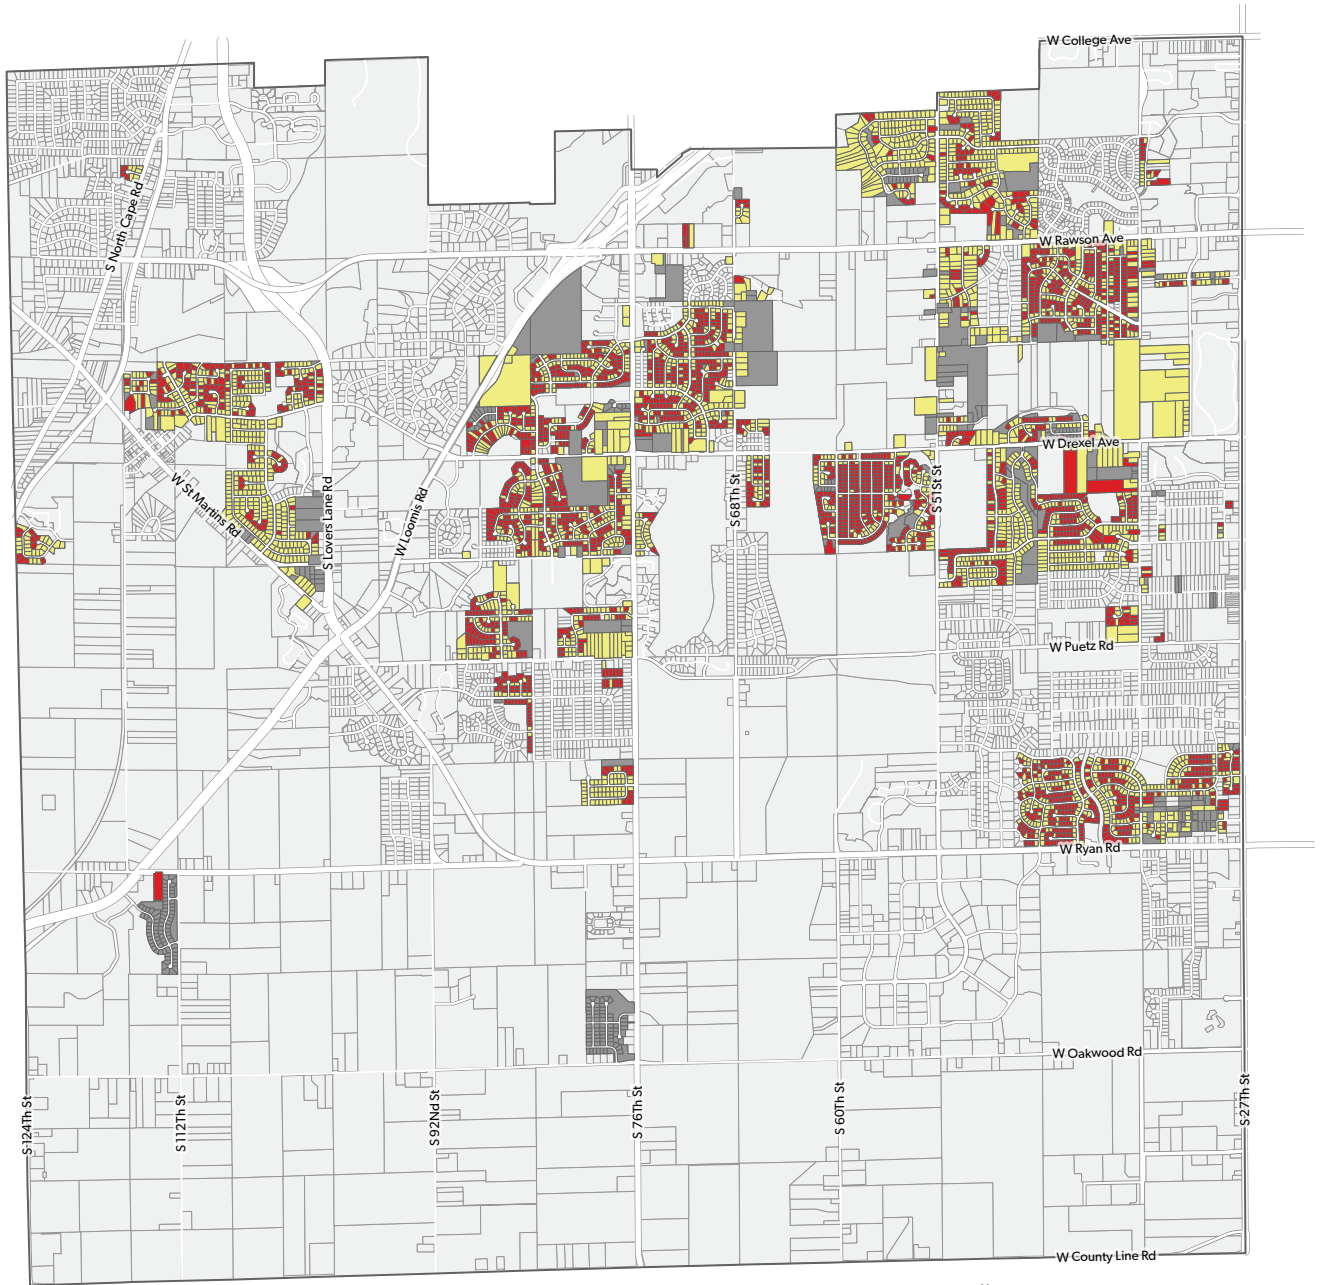 W College Ave
S North Cape Rd
W Rawson Ave
W Drexel Ave
W St Martins Rd
S Lovers Lane Rd
W Loomis Rd
S 68Th St
S 51St St
W Puetz Rd
W Ryan Rd
W Oakwood Rd
S 124Th St
S 112Th St
S 92Nd St
S 76Th St
S 60Th St
S 27Th St
W County Line Rd